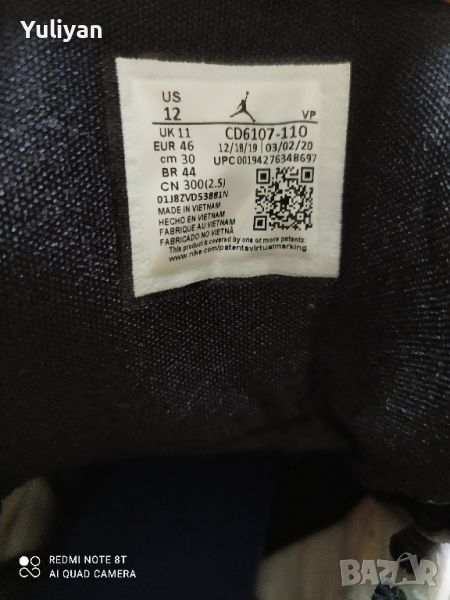 Yuliyan
US
12
VP
UK 11
CD6107-110
EUR 46
12/18/19 03/02/20
cm 30
UPC 00194276348697
BR 44
CN 300(2.5)
01J8ZVD53881N
MADE IN VIETNAM
HECHO EN VIETNAM
FABRIQUE AU VIETNAM
FABRICADO NO VIETNAM
This product is covered by one or more patents.
www.nike.com/patentsvirtualmarking
REDMI NOTE 8T
AI QUAD CAMERA
BAZAR